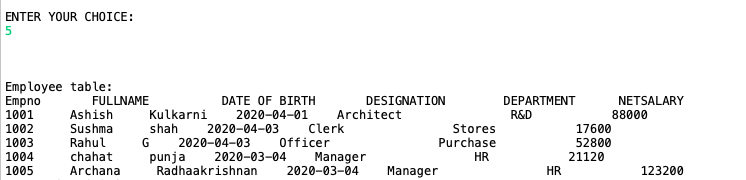 ENTER YOUR CHOICE:
5
Employee table:
Empno FULLNAME DATE OF BIRTH DESIGNATION DEPARTMENT NETSALARY
1001 Ashish Kulkarni 2020-04-01 Architect R&D 88000
1002 Sushma shah 2020-04-03 Clerk Stores 17600
1003 Rahul G 2020-04-03 Officer Purchase 52800
1004 chahat punja 2020-03-04 Manager HR 21120
1005 Archana Radhaakrishnan 2020-03-04 Manager HR 123200